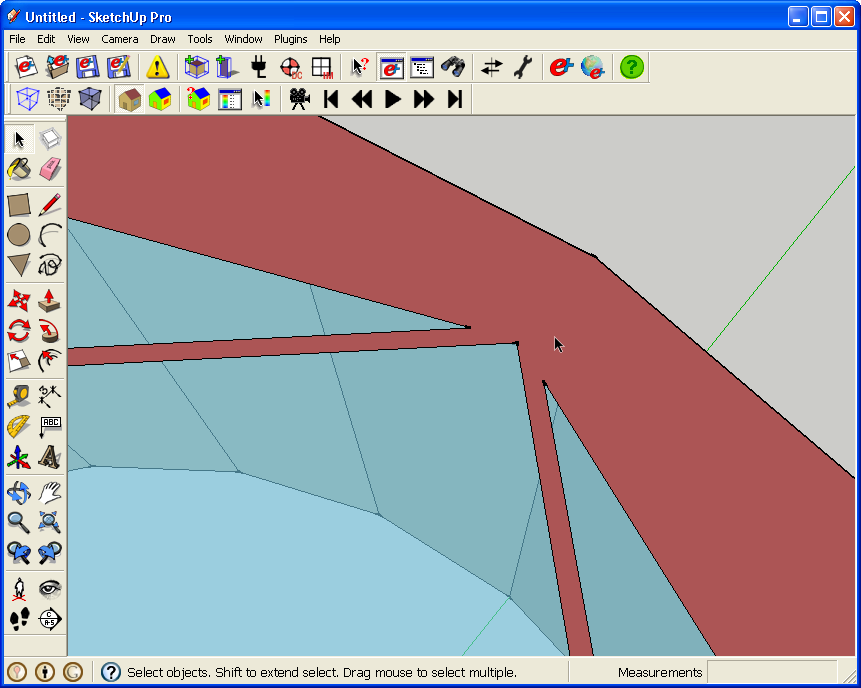 Untitled - SketchUp Pro
File Edit View Camera Draw Tools Window Plugins Help
ABC
Select objects. Shift to extend select. Drag mouse to select multiple.
Measurements